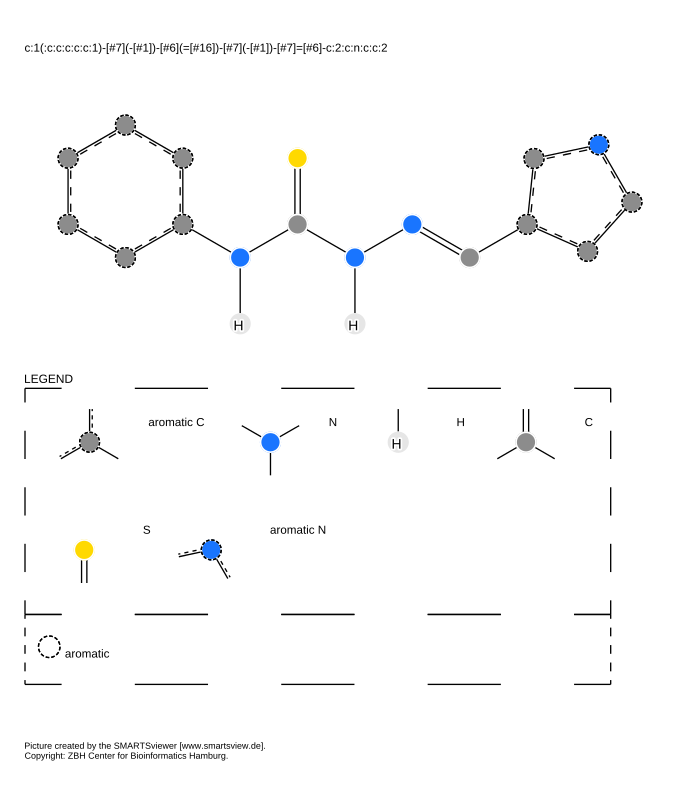 c:1(:c:c:c:c:c:1)-[#7](-[#1])-[#6](=[#16])-[#7](-[#1])-[#7]=[#6]-c:2:c:n:c:c:2
H H
LEGEND
aromatic C N H H C
S aromatic N
aromatic
Picture created by the SMARTSviewer [www.smartsview.de].
Copyright: ZBH Center for Bioinformatics Hamburg.